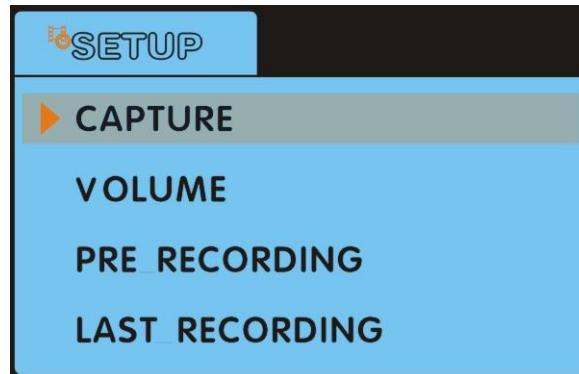 SETUP
CAPTURE
VOLUME
PRE_RECORDING
LAST_RECORDING